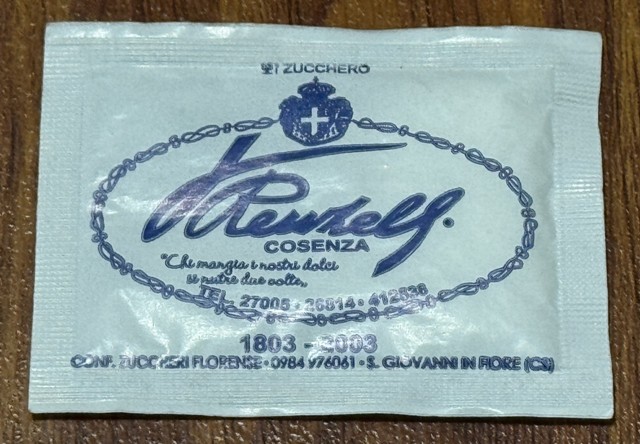 ZUCCHERO
Renzelli
COSENZA
"Chi mangia i nostri dolci
si nutre due volte„
TEL. 27005 - 26814 - 412636
1803 - 2003
CONF. ZUCCHERI FLORENSE • 0984 976061 • S. GIOVANNI IN FIORE (CS)